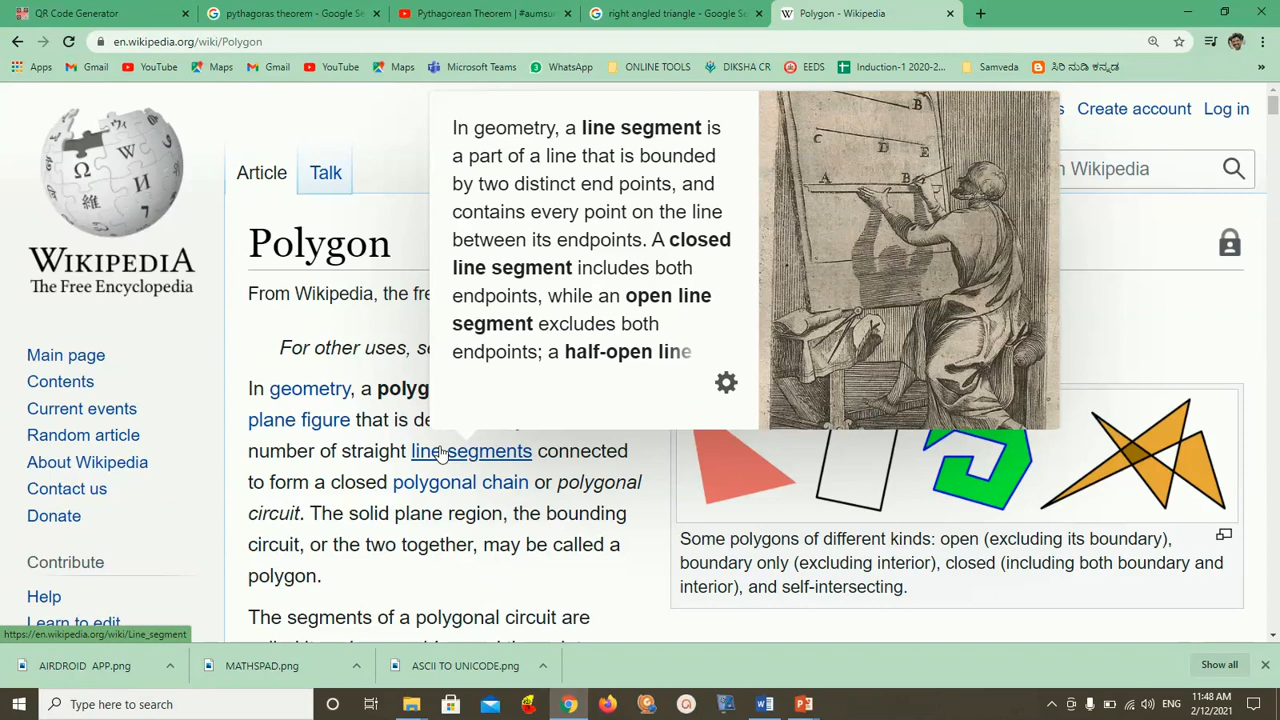 QR Code Generator
pythagoras theorem - Google Se
Pythagorean Theorem | #aumsu
right angled triangle - Google Se
Polygon - Wikipedia
en.wikipedia.org/wiki/Polygon
Apps
Gmail
YouTube
Maps
Gmail
YouTube
Maps
Microsoft Teams
3
WhatsApp
ONLINE TOOLS
DIKSHA CR
EEDS
Induction-1 2020-2...
Samveda
ಸಿರಿ ನುಡಿ ಕನ್ನಡ
»
WIKIPEDIA
The Free Encyclopedia
Main page
Contents
Current events
Random article
About Wikipedia
Contact us
Donate
Contribute
Help
Learn to edit
https://en.wikipedia.org/wiki/Line_segment
Article
Talk
s
Create account
Log in
Wikipedia
Polygon
From Wikipedia, the fre
For other uses, se
In geometry, a polyg
plane figure that is de
number of straight line segments connected
to form a closed polygonal chain or polygonal
circuit. The solid plane region, the bounding
circuit, or the two together, may be called a
polygon.
The segments of a polygonal circuit are
In geometry, a line segment is
a part of a line that is bounded
by two distinct end points, and
contains every point on the line
between its endpoints. A closed
line segment includes both
endpoints, while an open line
segment excludes both
endpoints; a half-open line
B
C
D
E
A
B
Some polygons of different kinds: open (excluding its boundary),
boundary only (excluding interior), closed (including both boundary and
interior), and self-intersecting.
AIRDROID APP.png
MATHSPAD.png
ASCII TO UNICODE.png
Show all
Type here to search
ENG
11:48 AM
2/12/2021